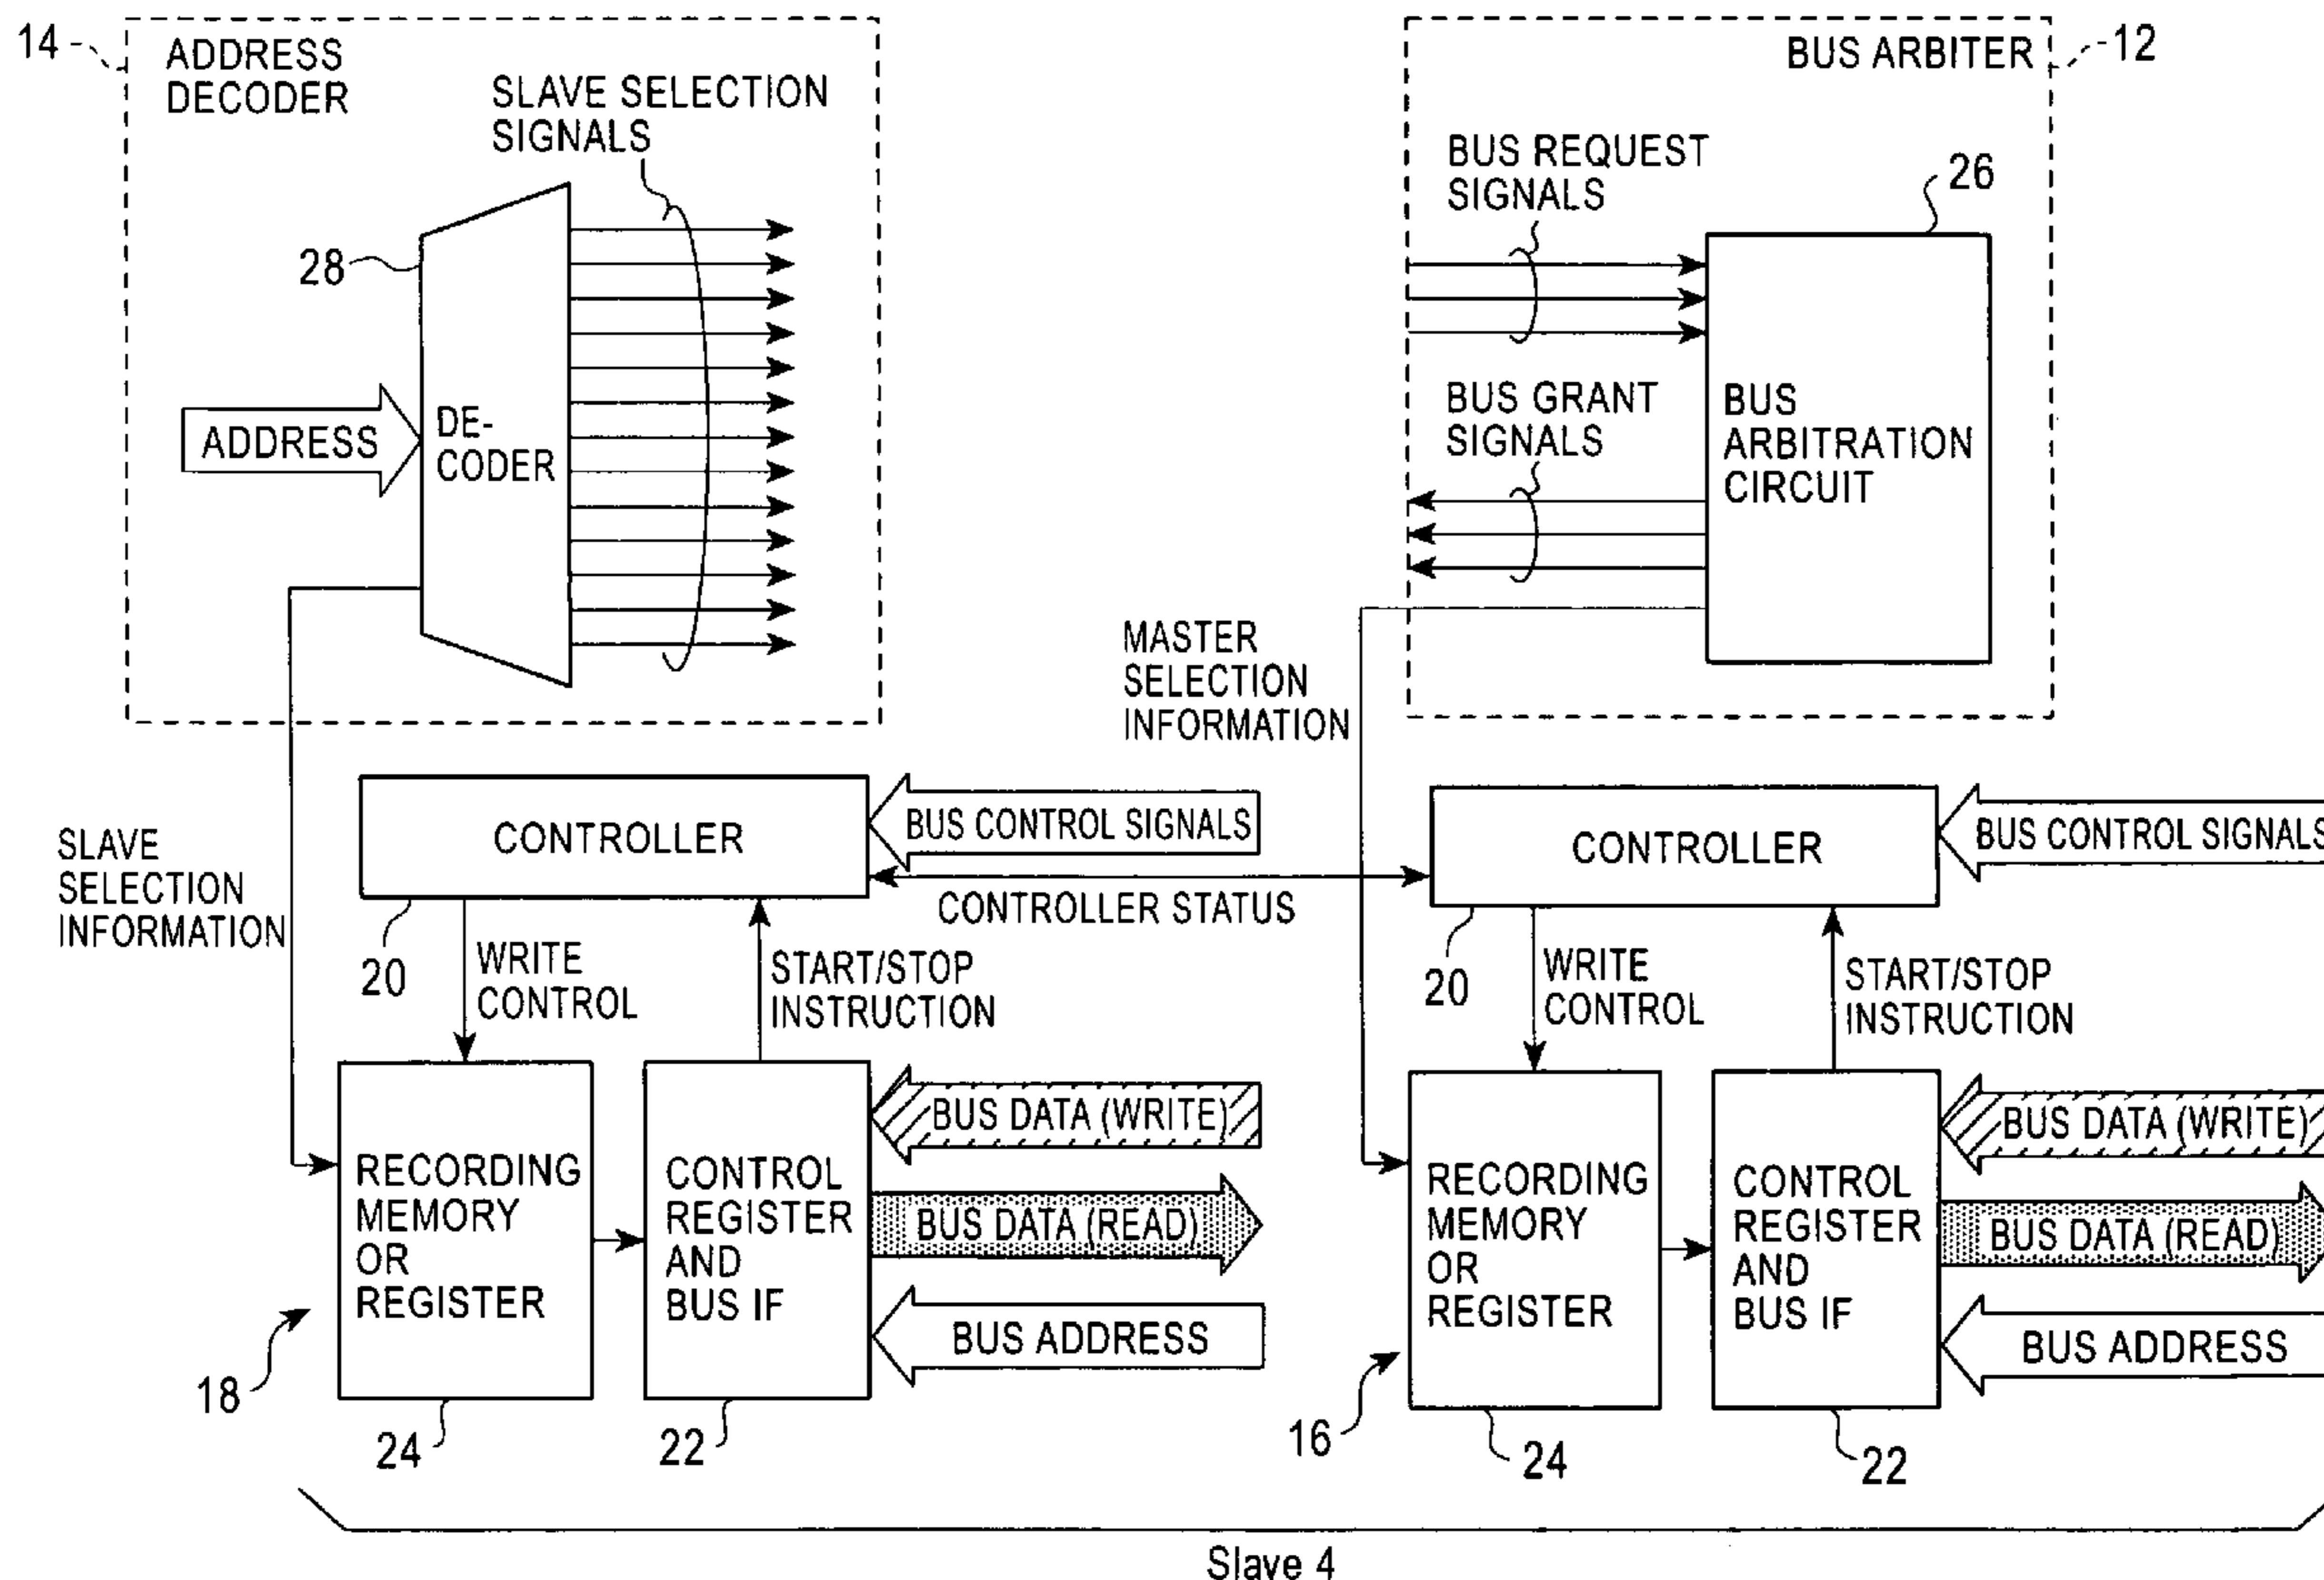 14
ADDRESS
DECODER
SLAVE SELECTION
SIGNALS
28
ADDRESS
DE-
CODER
BUS ARBITER
12
BUS REQUEST
SIGNALS
26
BUS GRANT
SIGNALS
BUS
ARBITRATION
CIRCUIT
MASTER
SELECTION
INFORMATION
SLAVE
SELECTION
INFORMATION
CONTROLLER
BUS CONTROL SIGNALS
CONTROLLER STATUS
20
WRITE
CONTROL
START/STOP
INSTRUCTION
RECORDING
MEMORY
OR
REGISTER
CONTROL
REGISTER
AND
BUS IF
BUS DATA (WRITE)
BUS DATA (READ)
BUS ADDRESS
18
24
22
CONTROLLER
BUS CONTROL SIGNALS
20
WRITE
CONTROL
START/STOP
INSTRUCTION
RECORDING
MEMORY
OR
REGISTER
CONTROL
REGISTER
AND
BUS IF
BUS DATA (WRITE)
BUS DATA (READ)
BUS ADDRESS
16
24
22
Slave 4